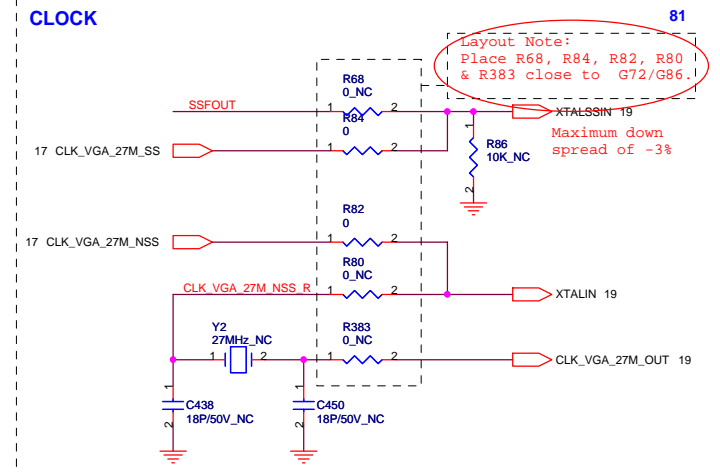 CLOCK
81
Layout Note:
Place R68, R84, R82, R80
& R383 close to G72/G86.
R68
0_NC
SSFOUT
1
2
R84
0
XTALSSIN 19
Maximum down
spread of -3%
17 CLK_VGA_27M_SS
1
2
1
R86
10K_NC
2
R82
0
17 CLK_VGA_27M_NSS
1
2
R80
0_NC
CLK_VGA_27M_NSS_R
1
2
XTALIN 19
Y2
27MHz_NC
R383
0_NC
1
2
1
2
CLK_VGA_27M_OUT 19
1
C438
18P/50V_NC
2
1
C450
18P/50V_NC
2